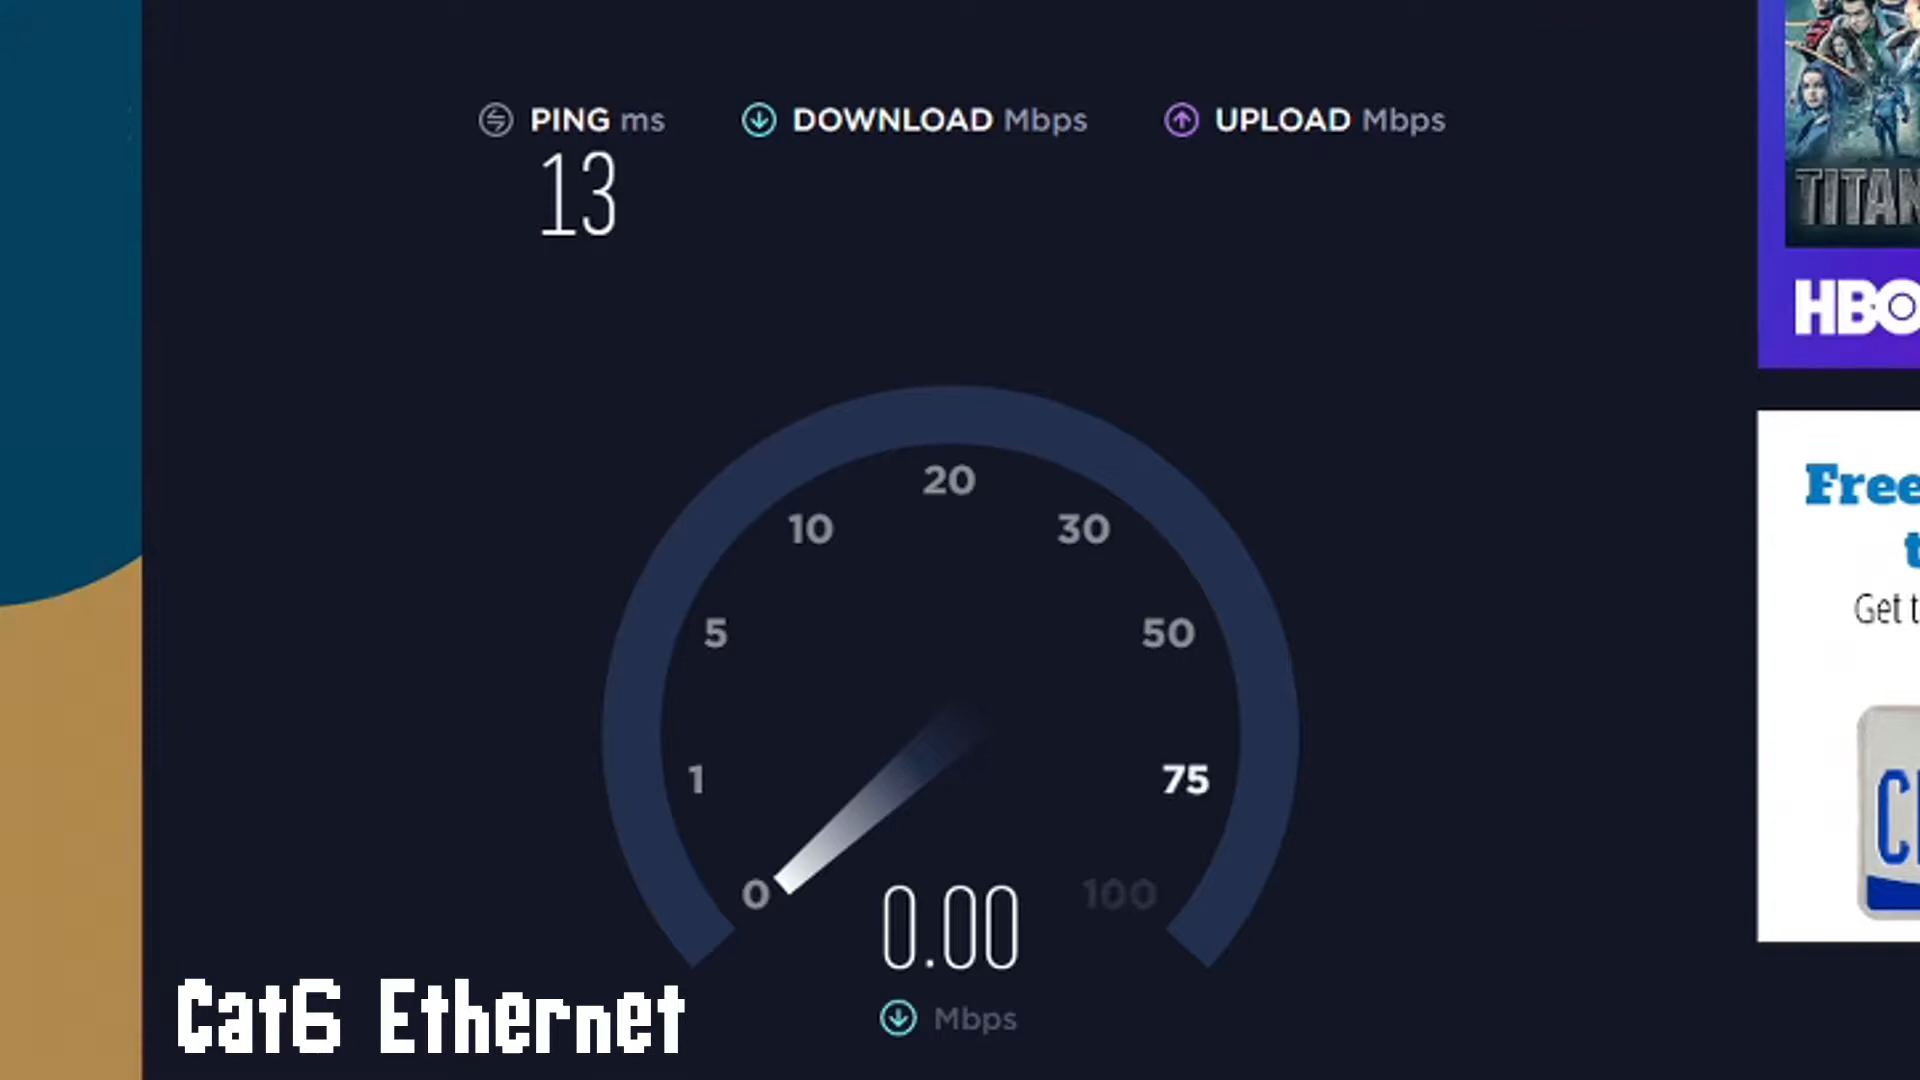 PING ms
13
DOWNLOAD Mbps
UPLOAD Mbps
0
1
5
10
20
30
50
75
100
0.00
Mbps
Cat6 Ethernet
HBO
Free
Get t